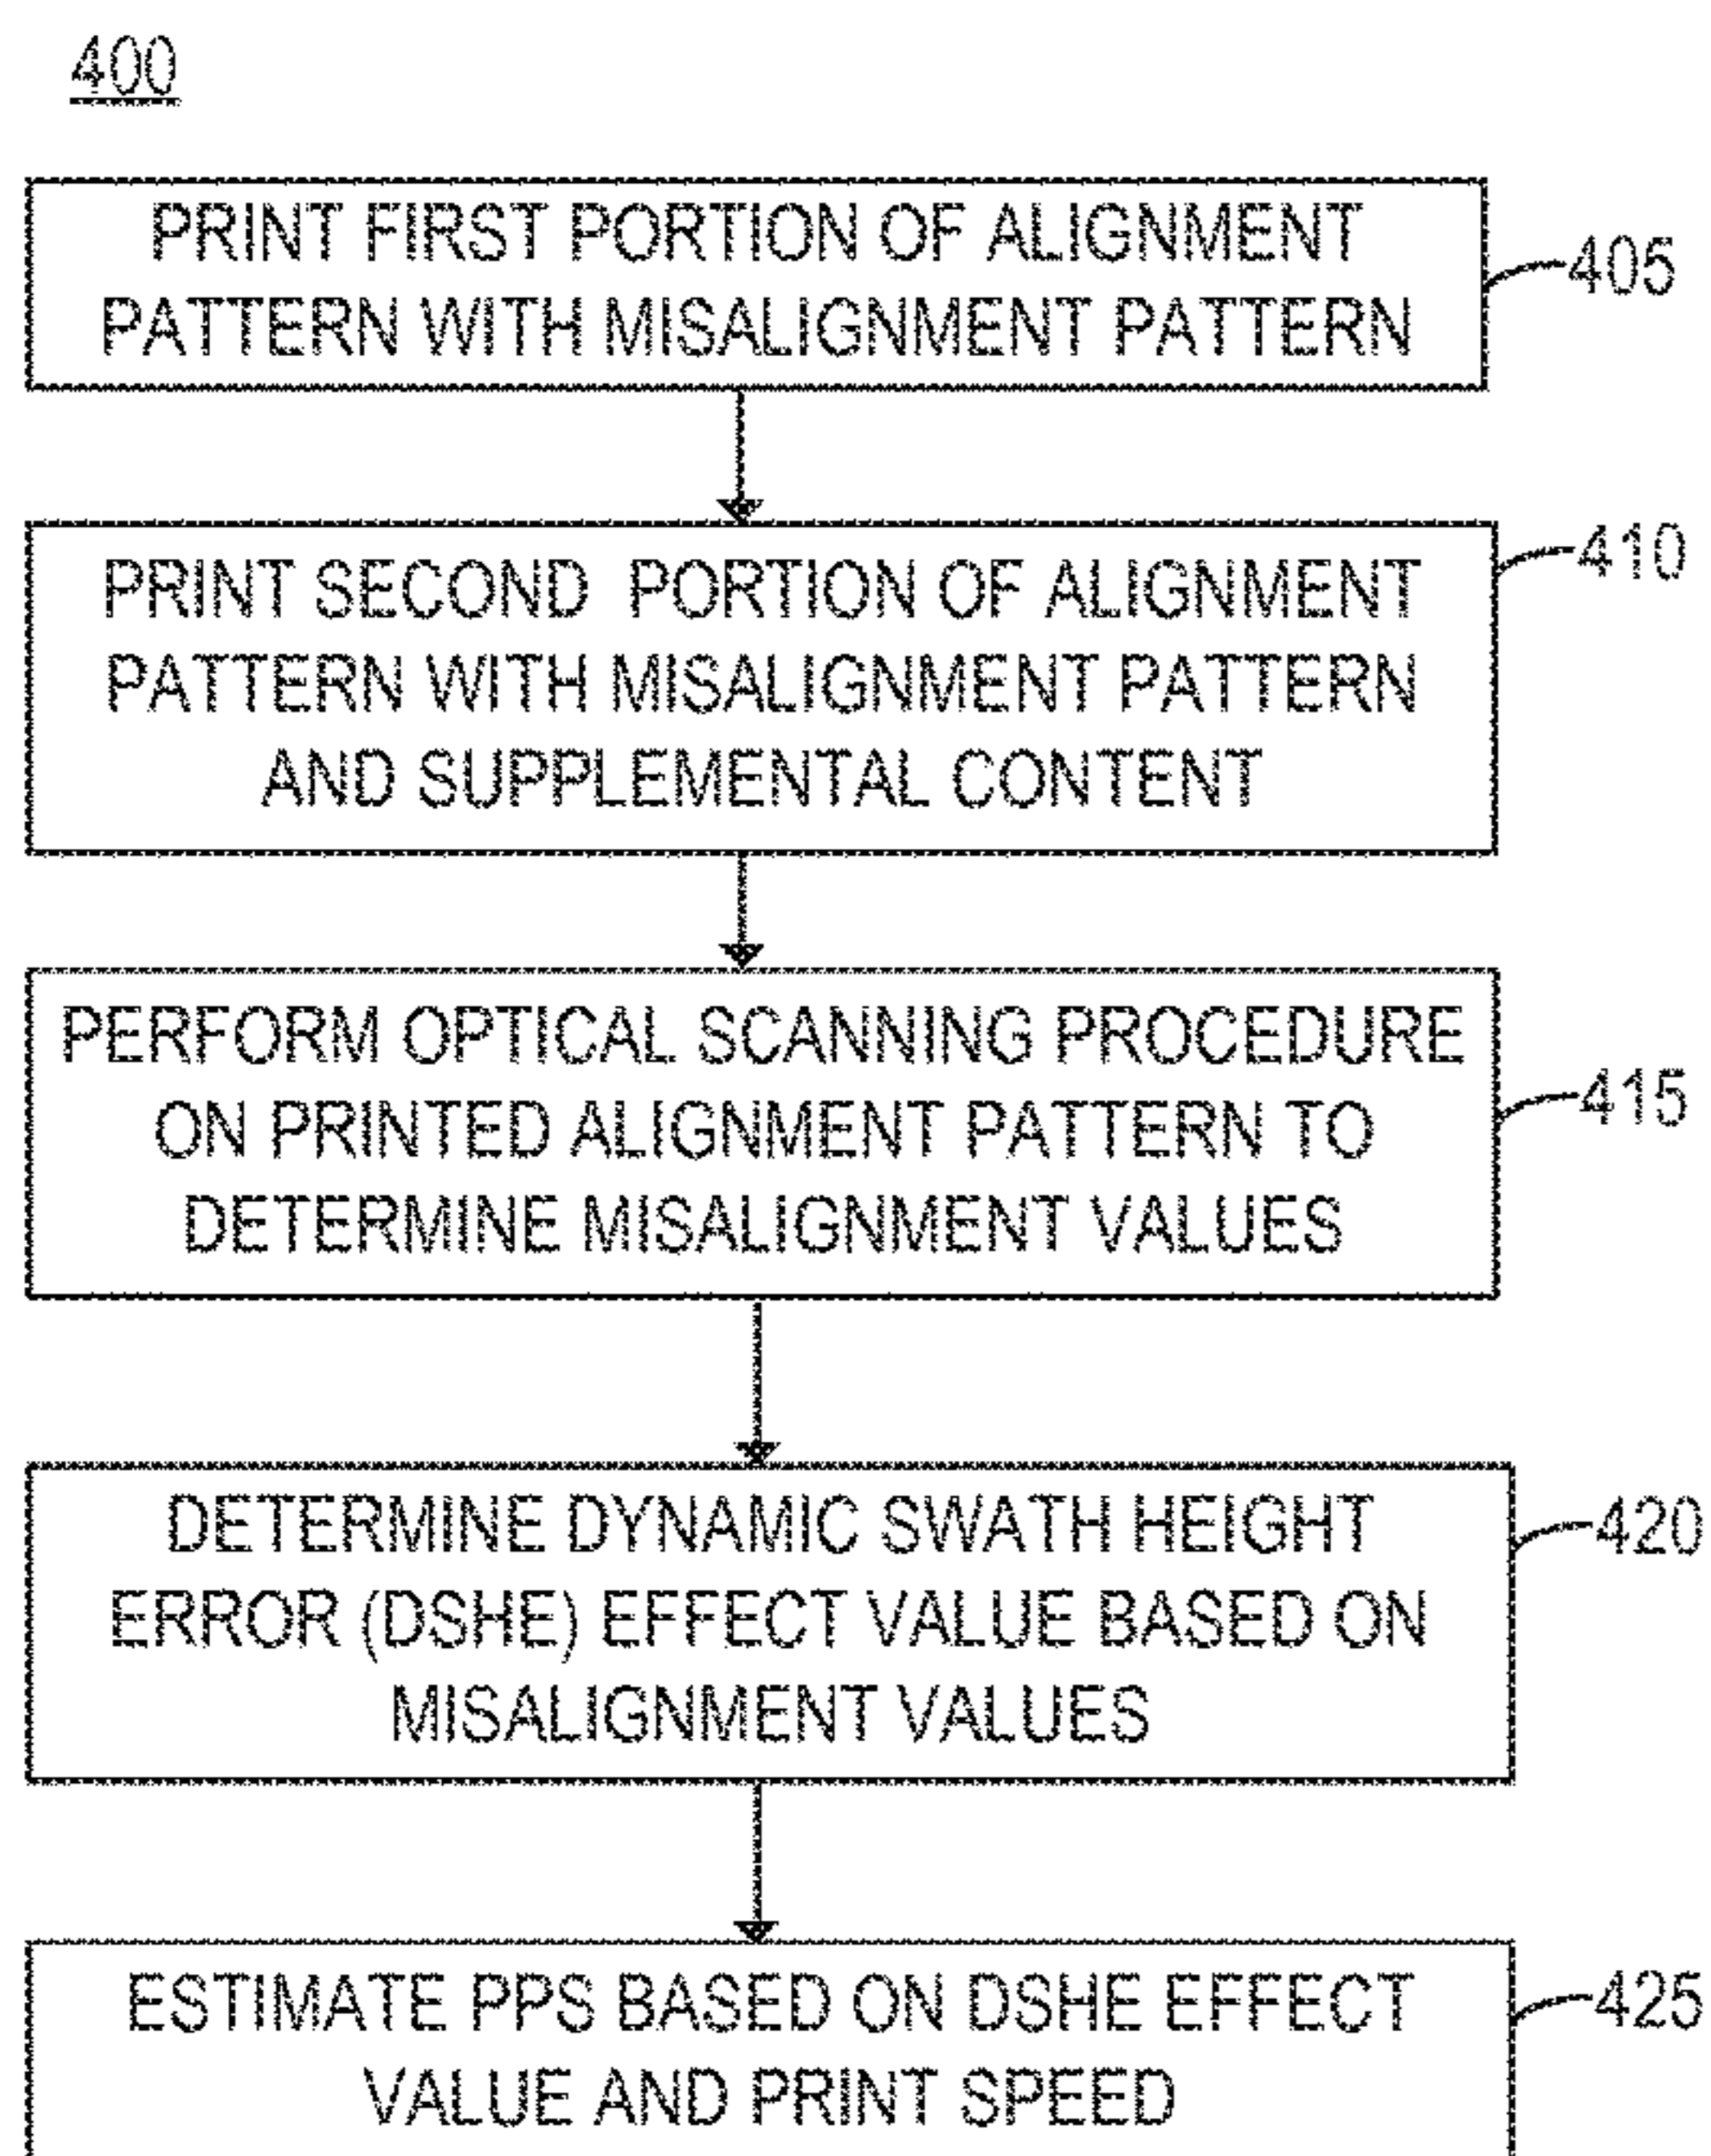 400
PRINT FIRST PORTION OF ALIGNMENT
PATTERN WITH MISALIGNMENT PATTERN
405
PRINT SECOND PORTION OF ALIGNMENT
PATTERN WITH MISALIGNMENT PATTERN
AND SUPPLEMENTAL CONTENT
410
PERFORM OPTICAL SCANNING PROCEDURE
ON PRINTED ALIGNMENT PATTERN TO
DETERMINE MISALIGNMENT VALUES
415
DETERMINE DYNAMIC SWATH HEIGHT
ERROR (DSHE) EFFECT VALUE BASED ON
MISALIGNMENT VALUES
420
ESTIMATE PPS BASED ON DSHE EFFECT
VALUE AND PRINT SPEED
425